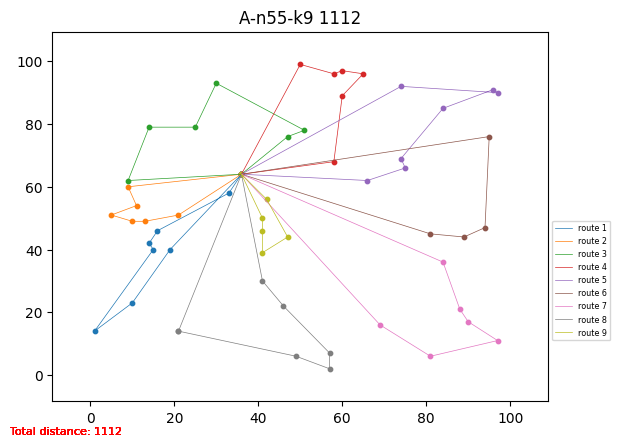 A-n55-k9 1112
100
80
60
40
20
0
0 20 40 60 80 100
route 1
route 2
route 3
route 4
route 5
route 6
route 7
route 8
route 9
Total distance: 1112